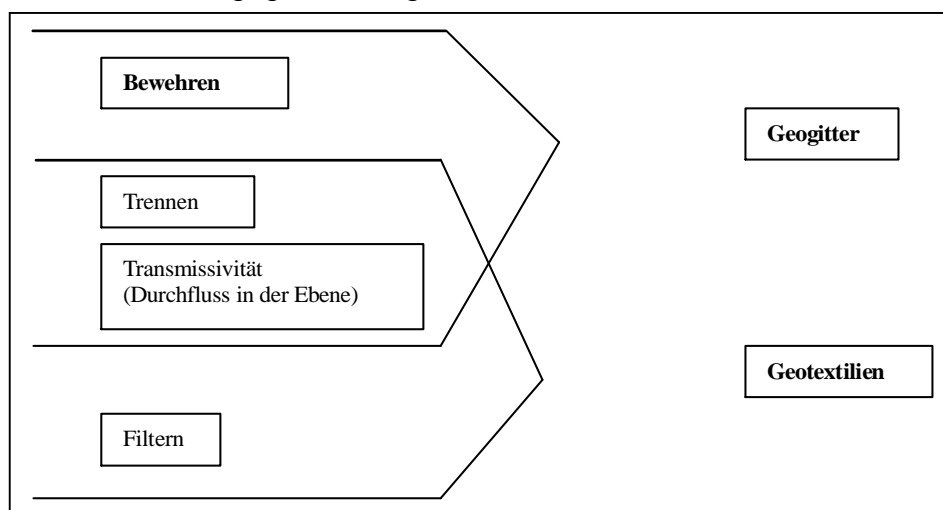 Bewehren
Geogitter
Trennen
Transmissivität
(Durchfluss in der Ebene)
Geotextilien
Filtern